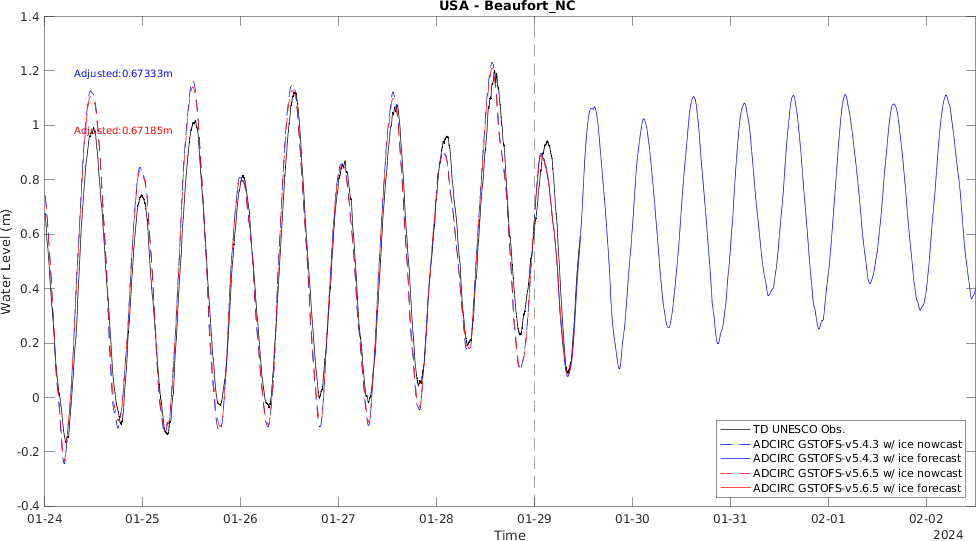 USA - Beaufort_NC
Water Level (m)
1.4
1.2
1
0.8
0.6
0.4
0.2
0
-0.2
-0.4
Adjusted:0.67333m
Adjusted:0.67185m
TD UNESCO Obs.
ADCIRC GSTOFS-v5.4.3 w/ ice nowcast
ADCIRC GSTOFS-v5.4.3 w/ ice forecast
ADCIRC GSTOFS-v5.6.5 w/ ice nowcast
ADCIRC GSTOFS-v5.6.5 w/ ice forecast
01-24 01-25 01-26 01-27 01-28 01-29 01-30 01-31 02-01 02-02
Time
2024